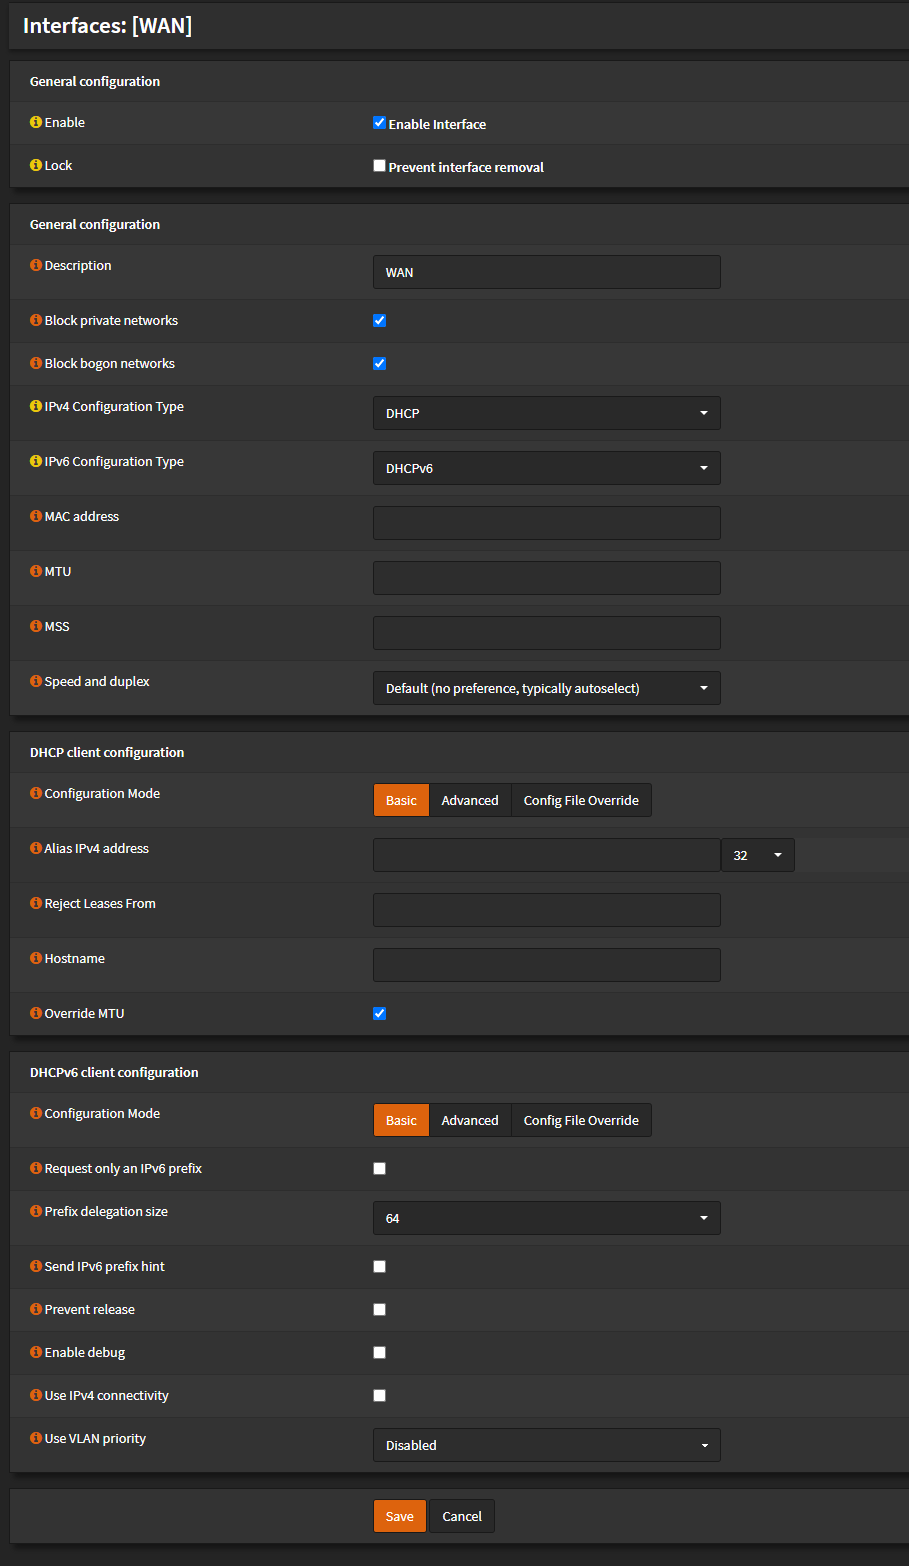 Interfaces: [WAN]
General configuration
Enable
Enable Interface
Lock
Prevent interface removal
General configuration
Description
WAN
Block private networks
Block bogon networks
IPv4 Configuration Type
DHCP
IPv6 Configuration Type
DHCPv6
MAC address
MTU
MSS
Speed and duplex
Default (no preference, typically autoselect)
DHCP client configuration
Configuration Mode
Basic Advanced Config File Override
Alias IPv4 address
32
Reject Leases From
Hostname
Override MTU
DHCPv6 client configuration
Configuration Mode
Basic Advanced Config File Override
Request only an IPv6 prefix
Prefix delegation size
64
Send IPv6 prefix hint
Prevent release
Enable debug
Use IPv4 connectivity
Use VLAN priority
Disabled
Save Cancel